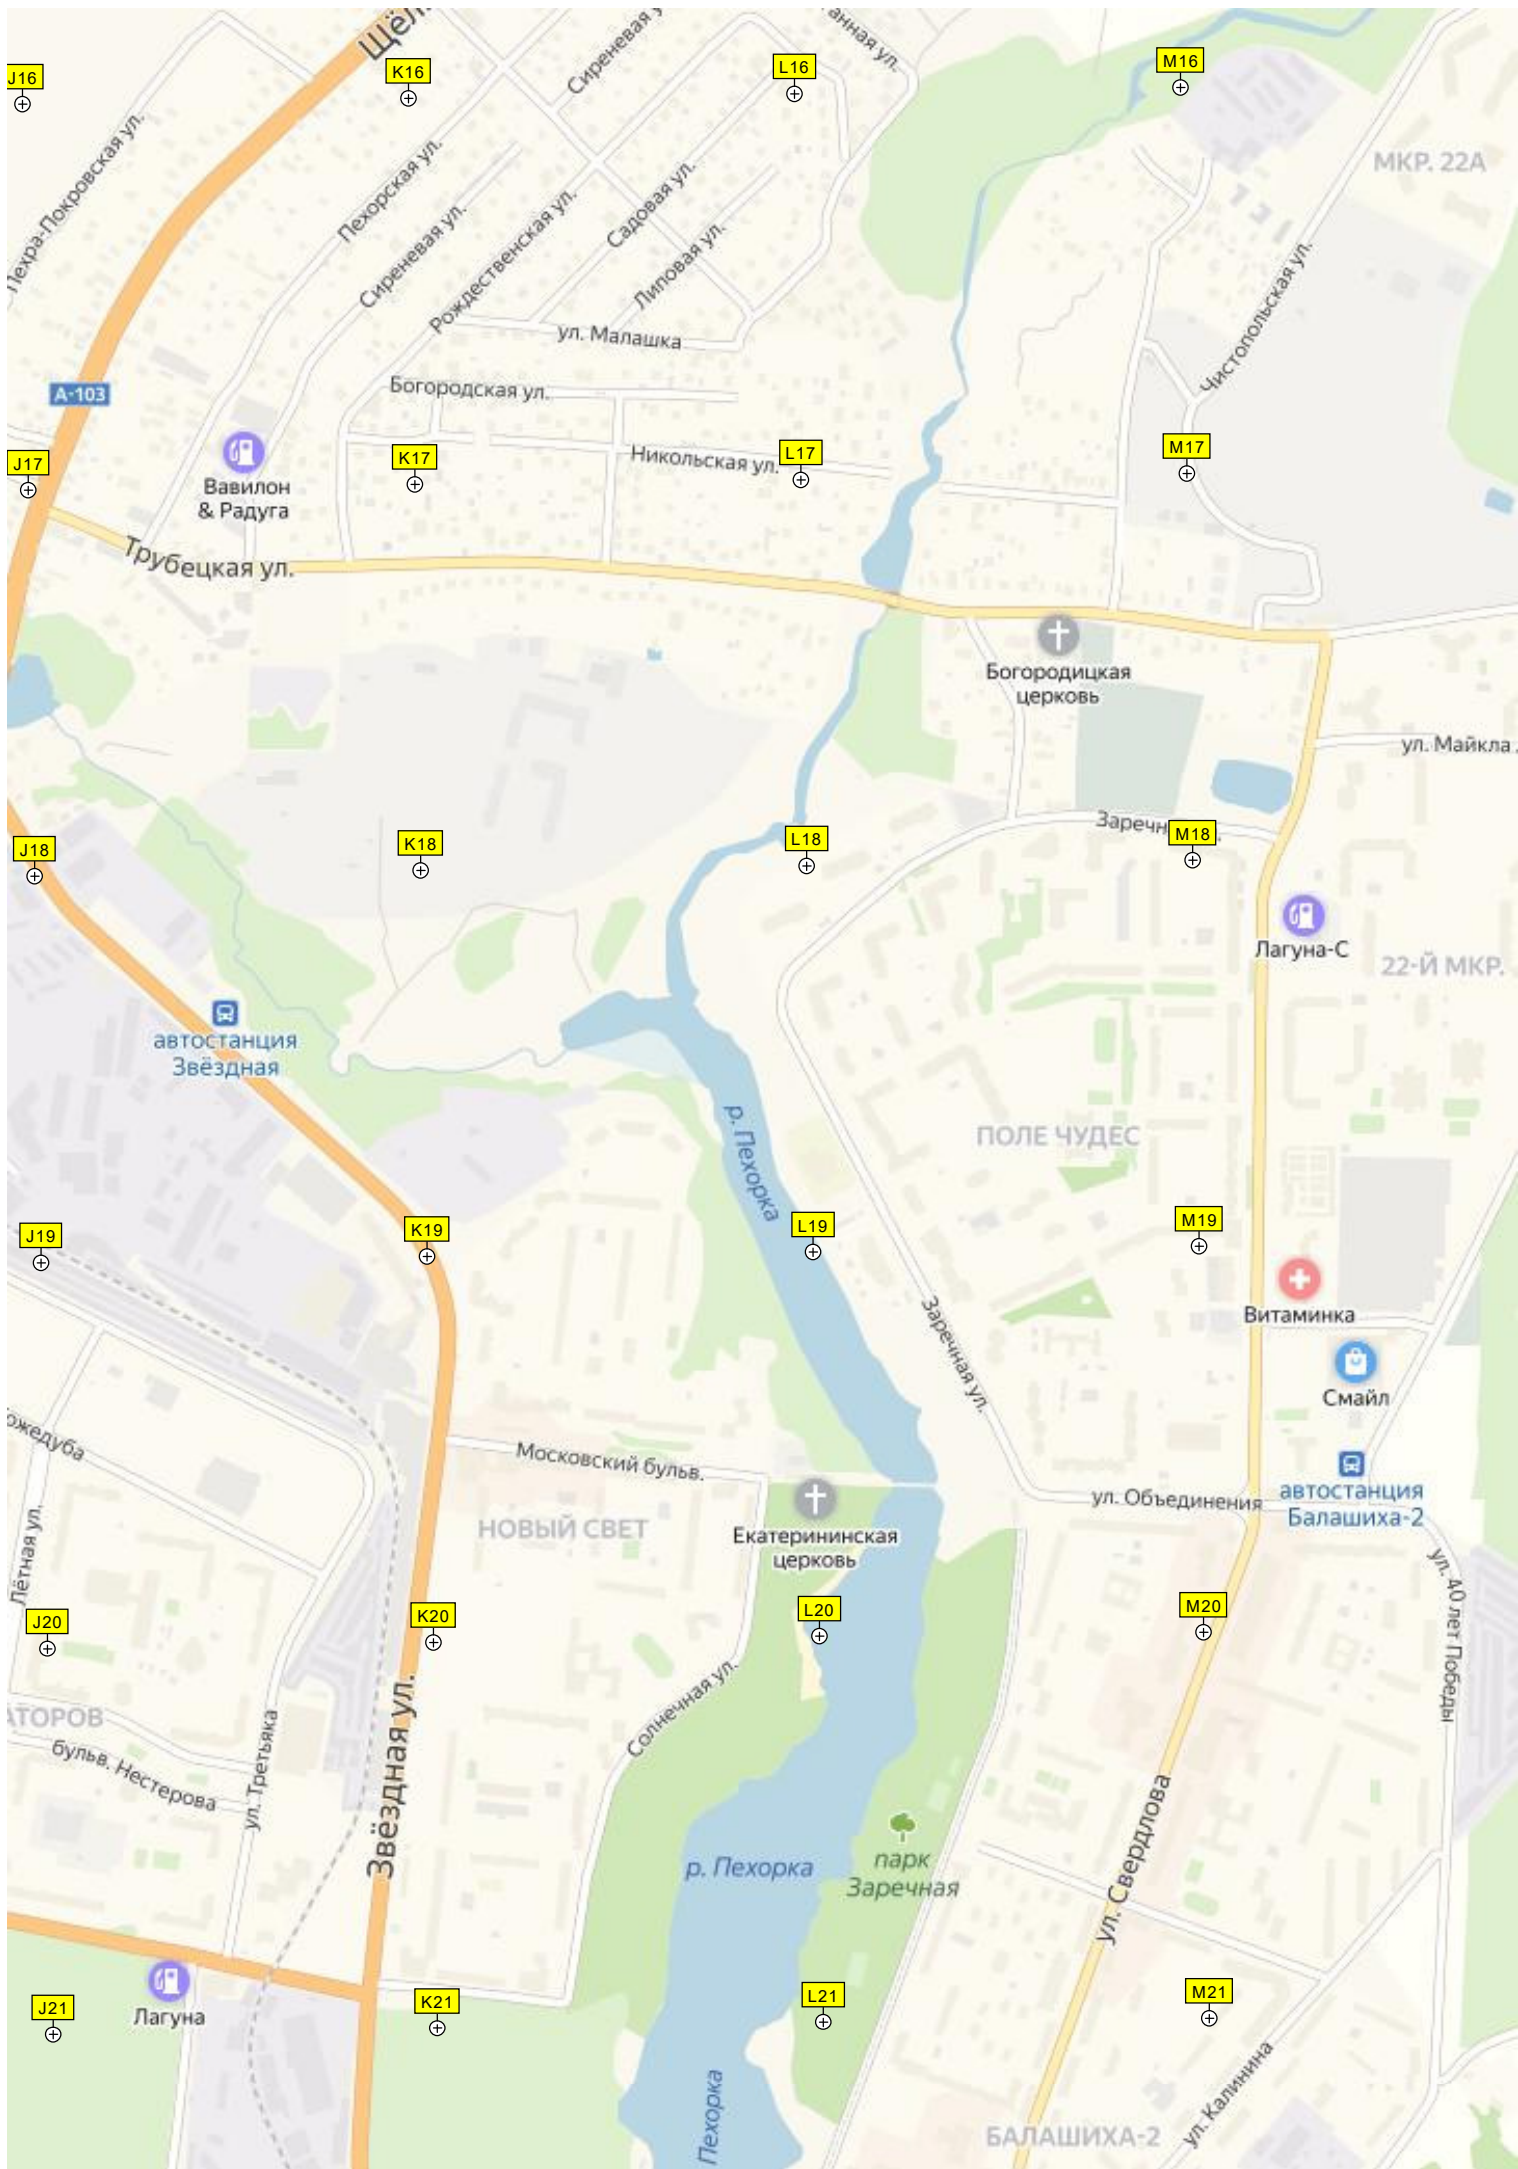 Щёл
Сиреневая у
анная ул.
J16
K16
L16
M16
Пехра-Покровская ул.
Пехорская ул.
Сиреневая ул.
Рождественская ул.
Садовая ул.
Липовая ул.
МКР. 22А
Чистопольская ул.
ул. Малашка
Богородская ул.
А-103
J17
K17
Никольская ул.
L17
M17
Вавилон
& Радуга
Трубецкая ул.
Богородицкая
церковь
ул. Майкла
J18
K18
L18
Заречн
M18
Лагуна-С
22-Й МКР.
автостанция
Звёздная
р. Пехорка
ПОЛЕ ЧУДЕС
J19
K19
L19
M19
Витаминка
Заречная ул.
Смайл
ожедуба
Московский бульв.
автостанция
Балашиха-2
ул. Объединения
НОВЫЙ СВЕТ
Екатерининская
церковь
Лётная ул.
ул. 40 лет Победы
J20
K20
L20
M20
Солнечная ул.
АТОРОВ
бульв. Нестерова
ул. Третьяка
Звёздная ул.
ул. Свердлова
р. Пехорка
парк
Заречная
J21
Лагуна
K21
L21
M21
Пехорка
ул. Калинина
БАЛАШИХА-2